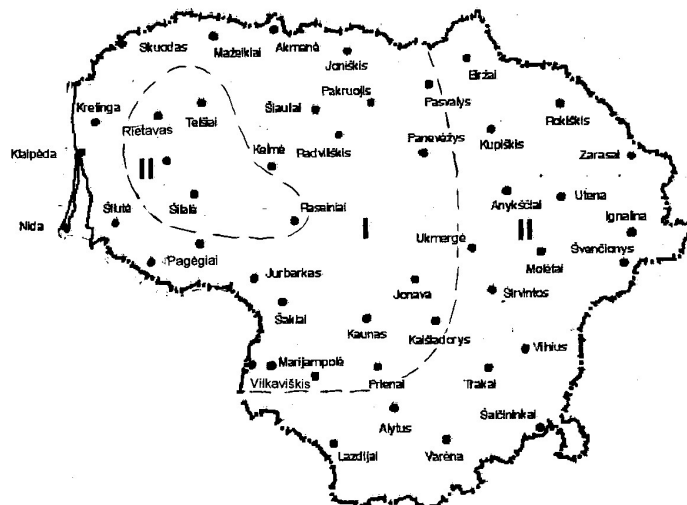 Skuodas
Mažeikiai
Akmenė
Joniškis
Biržai
Kretinga
Rietavas
Telšiai
Šiauliai
Pakruojis
Pasvalys
Rokiškis
Klaipėda
Radviliškis
Panevėžys
Kupiškis
Zarasai
II
Kelmė
Šilutė
Šilalė
Raseiniai
I
Anykščiai
Utena
Ignalina
Nida
Ukmergė
II
Molėtai
Švenčionys
Pagėgiai
Jurbarkas
Jonava
Širvintos
Šakiai
Kaunas
Kaišiadorys
Vilnius
Marijampolė
Vilkaviškis
Prienai
Trakai
Alytus
Šalčininkai
Lazdijai
Varėna